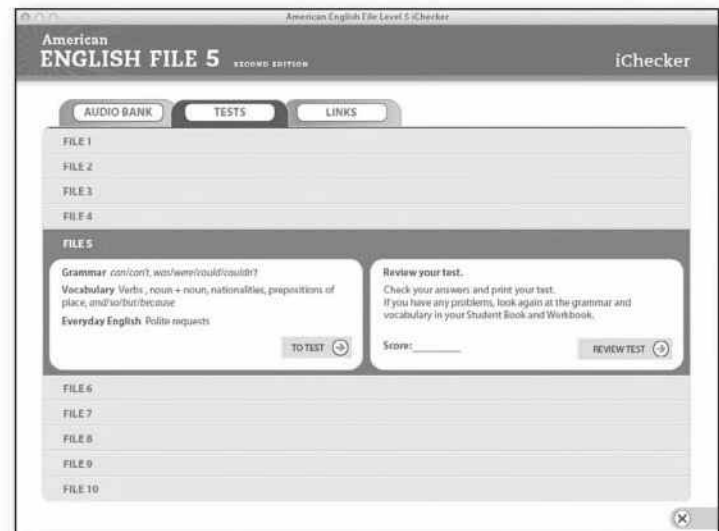 American English File Level 5 iChecker
American
ENGLISH FILE 5 SECOND EDITION
iChecker
AUDIO BANK
TESTS
LINKS
FILE 1
FILE 2
FILE 3
FILE 4
FILE 5
Grammar can/can't, was/were/could/couldn't
Vocabulary Verbs, noun + noun, nationalities, prepositions of
place, and/so/but/because
Everyday English Polite requests
TO TEST
Review your test.
Check your answers and print your test.
If you have any problems, look again at the grammar and
vocabulary in your Student Book and Workbook.
Score:________
REVIEW TEST
FILE 6
FILE 7
FILE 8
FILE 9
FILE 10